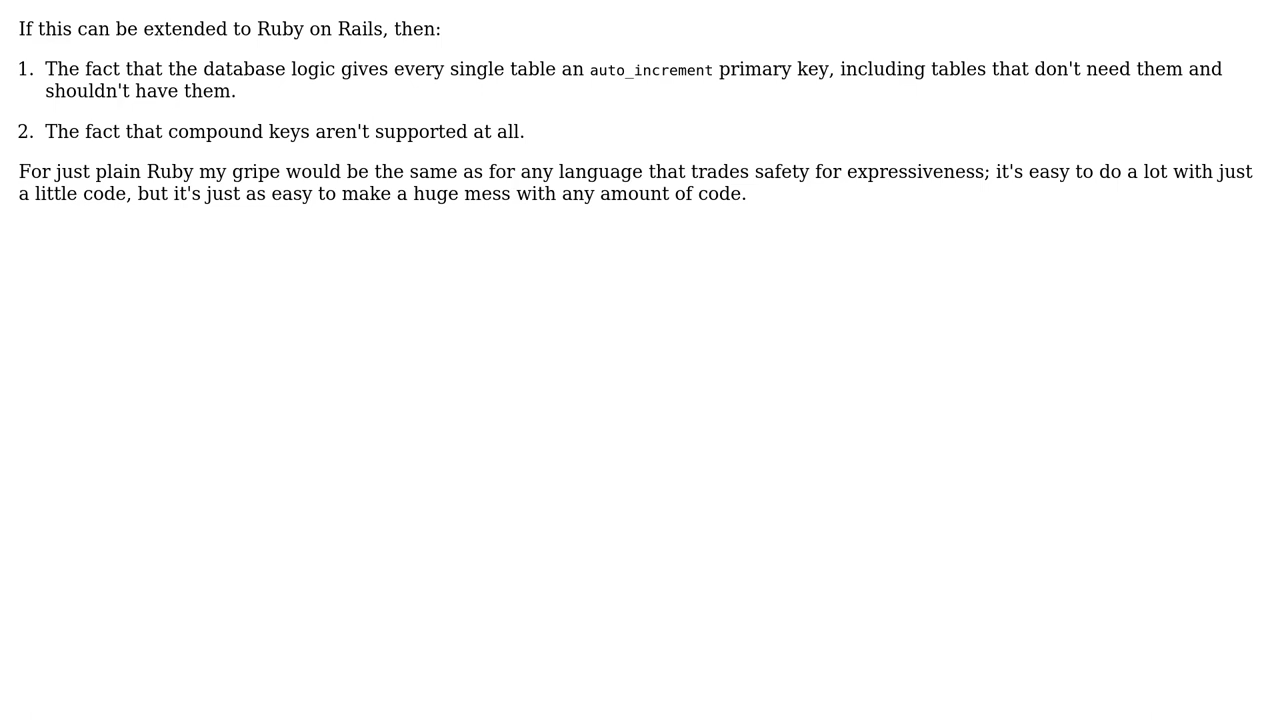 If this can be extended to Ruby on Rails, then:
1. The fact that the database logic gives every single table an auto_increment primary key, including tables that don't need them and
shouldn't have them.
2. The fact that compound keys aren't supported at all.
For just plain Ruby my gripe would be the same as for any language that trades safety for expressiveness; it's easy to do a lot with just
a little code, but it's just as easy to make a huge mess with any amount of code.